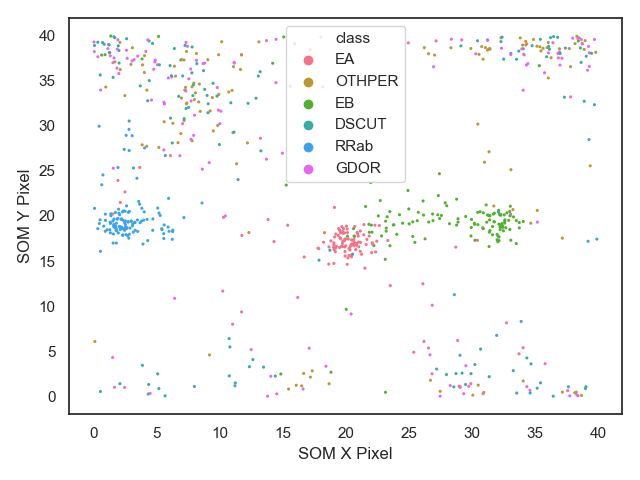 class
EA
OTHPER
EB
DSCUT
RRab
GDOR
40
35
30
25
20
15
10
5
0
SOM Y Pixel
0 5 10 15 20 25 30 35 40
SOM X Pixel